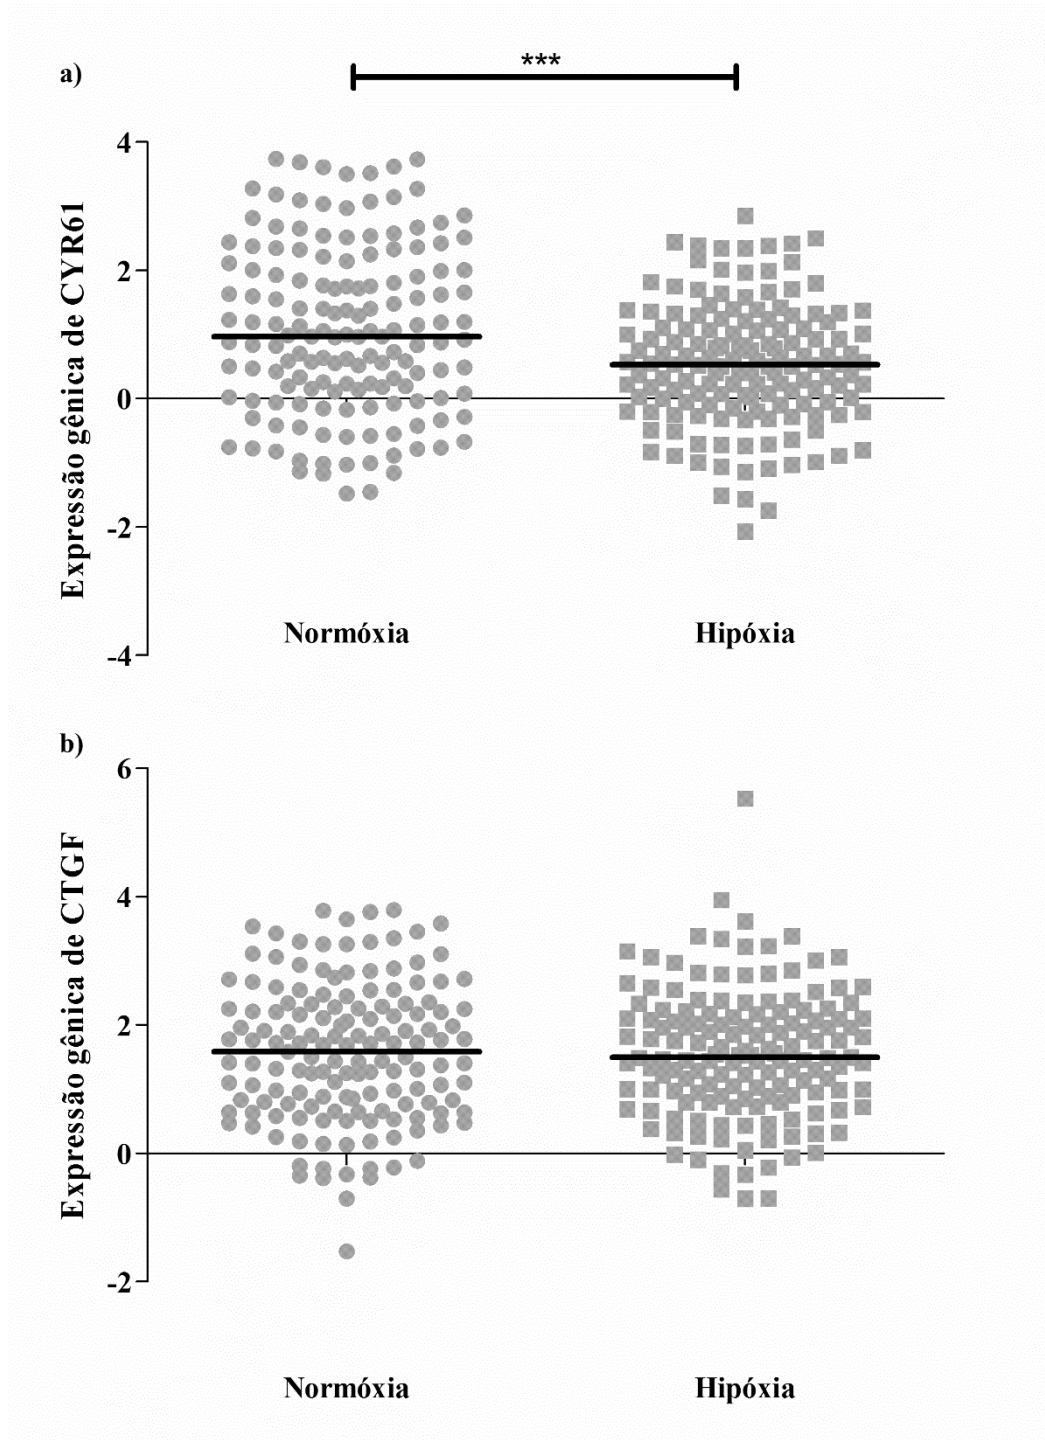 a)
***
Expressão gênica de CYR61
4
2
0
-2
-4
Normóxia
Hipóxia
b)
Expressão gênica de CTGF
6
4
2
0
-2
Normóxia
Hipóxia